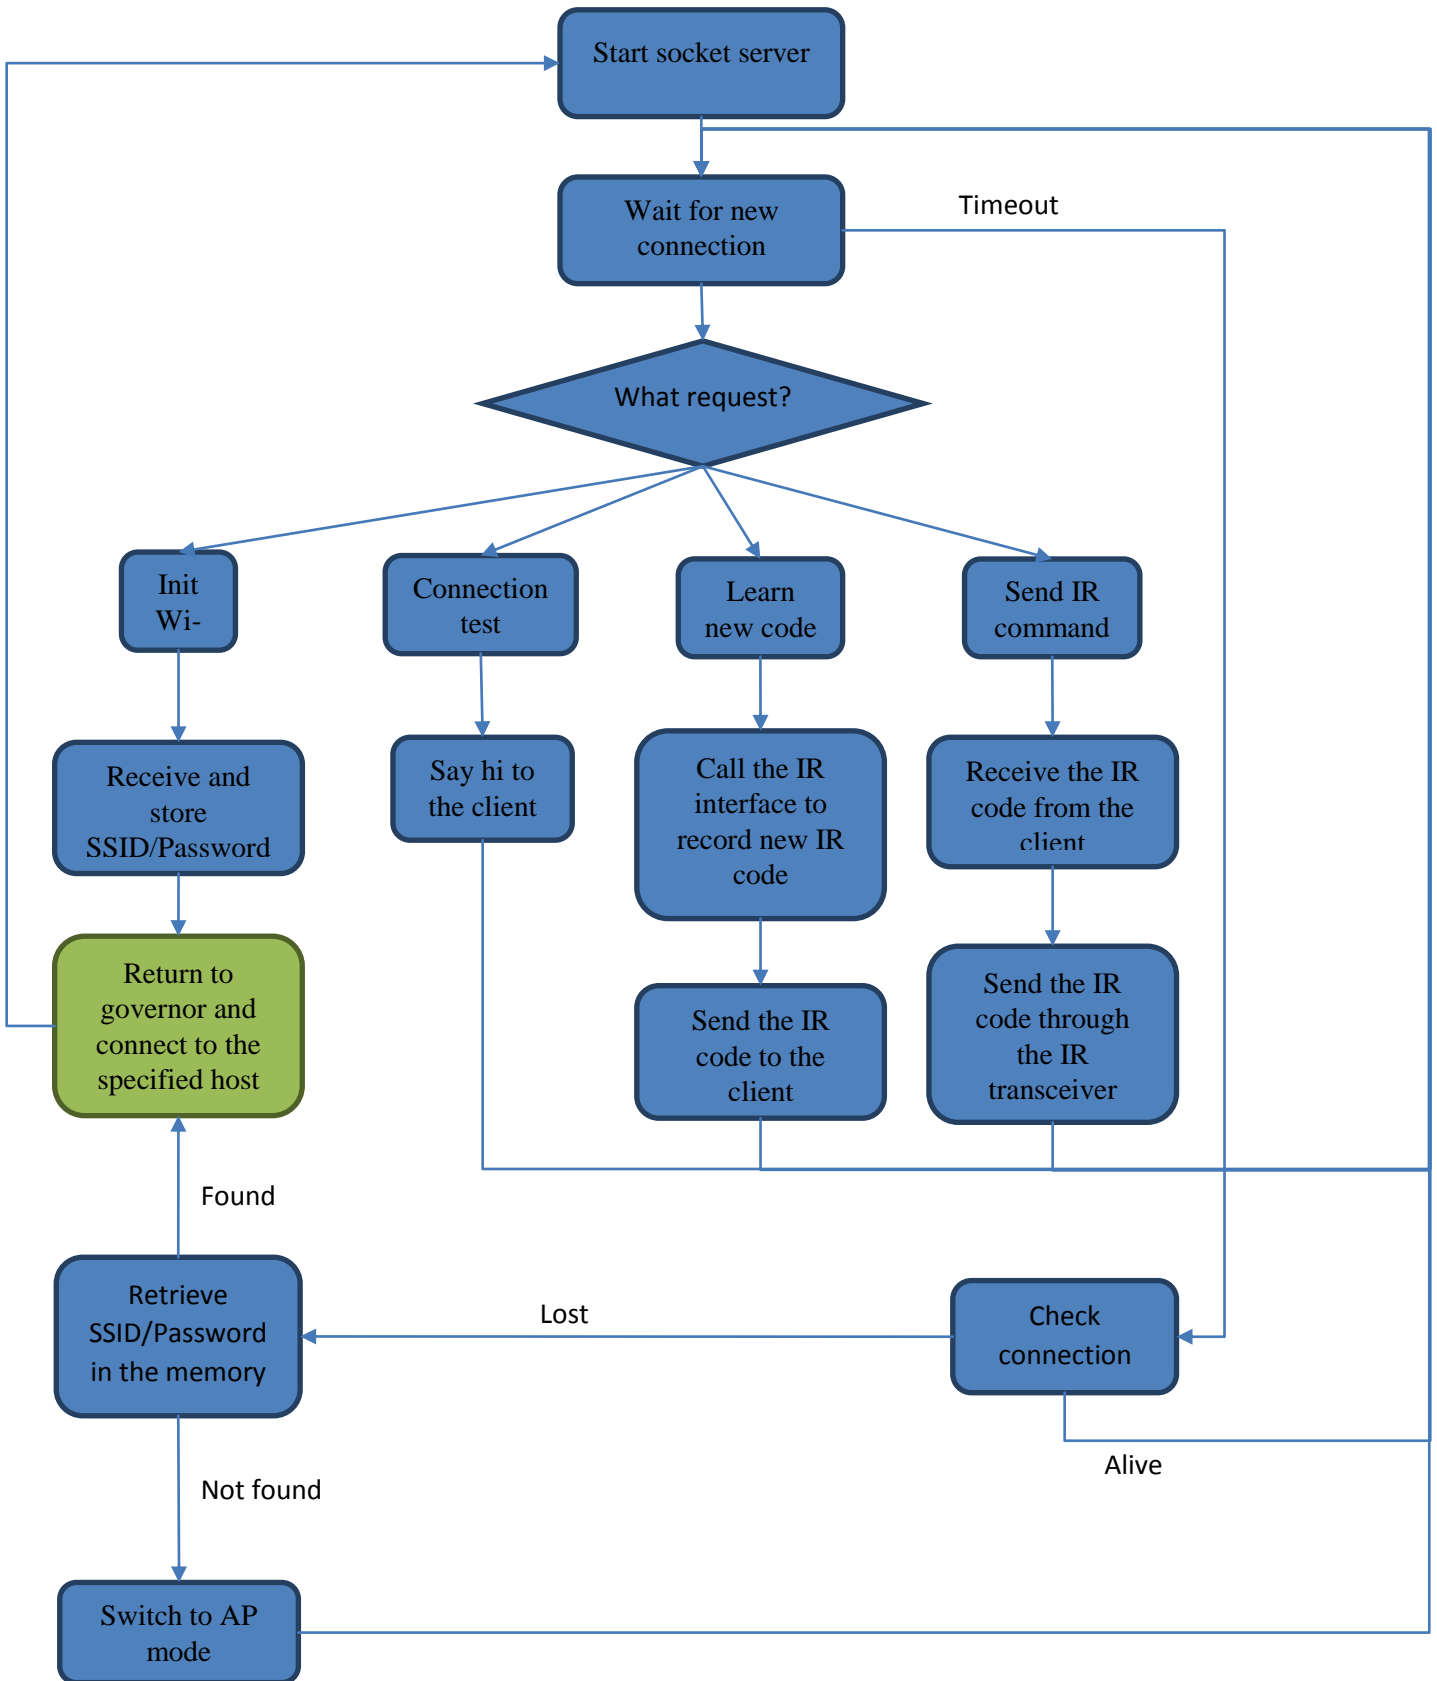 Start socket server
Wait for new
connection
Timeout
What request?
Init
Wi-
Connection
test
Learn
new code
Send IR
command
Receive and
store
SSID/Password
Say hi to
the client
Call the IR
interface to
record new IR
code
Receive the IR
code from the
client
Return to
governor and
connect to the
specified host
Send the IR
code to the
client
Send the IR
code through
the IR
transceiver
Found
Retrieve
SSID/Password
in the memory
Lost
Check
connection
Alive
Not found
Switch to AP
mode